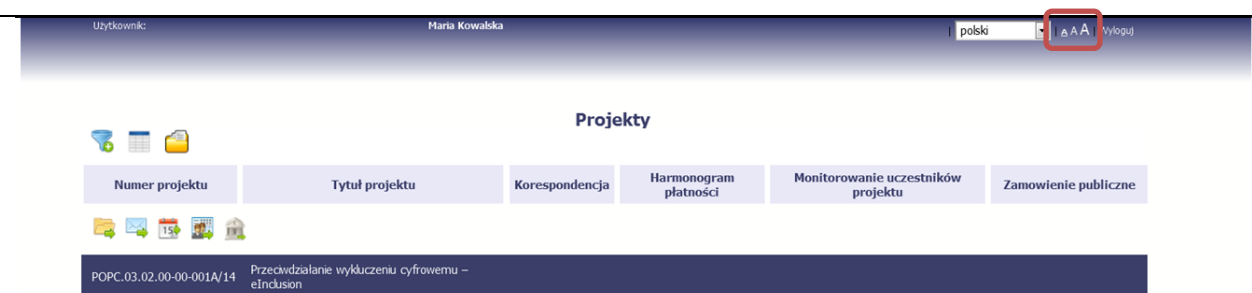 Użytkownik: Maria Kowalska | polski | A A A | Wyloguj
Projekty
Numer projektu Tytuł projektu Korespondencja Harmonogram płatności Monitorowanie uczestników projektu Zamowienie publiczne
15
POPC.03.02.00-00-001A/14 Przeciwdziałanie wykluczeniu cyfrowemu –
eInclusion